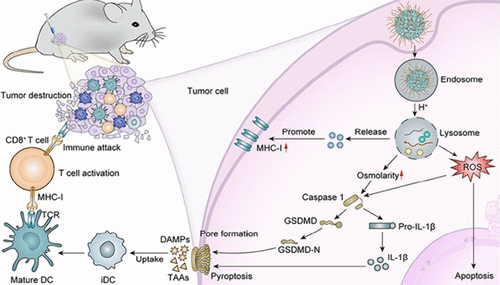 Tumor destruction
CD8+ T cell
Immune attack
T cell activation
MHC-I
TCR
Mature DC
iDC
Uptake
DAMPs
TAAs
Pore formation
Pyroptosis
Tumor cell
MHC-I
Promote
Release
Endosome
H+
Lysosome
Osmolarity
ROS
Caspase 1
GSDMD
GSDMD-N
Pro-IL-1β
IL-1β
Apoptosis